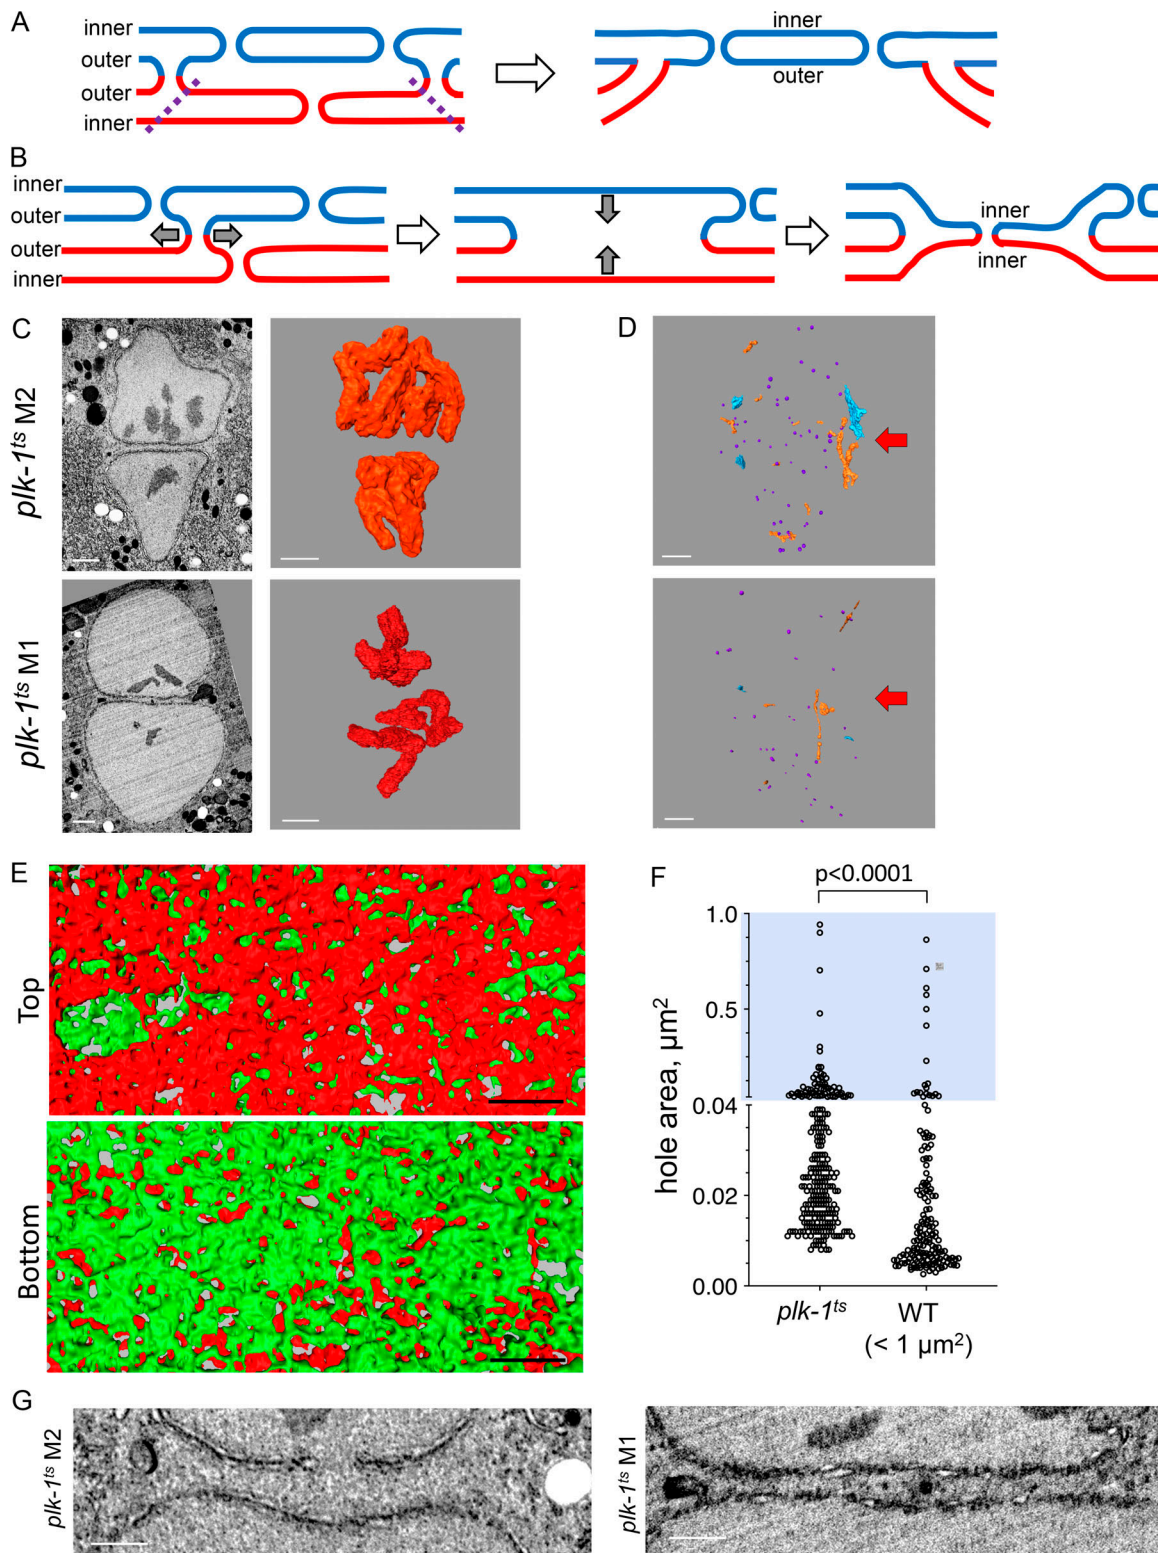 A
inner
outer
outer
inner
inner
outer
B
inner
outer
outer
inner
inner
inner
C
D
plk-1ts M2
plk-1ts M1
E
Top
Bottom
F
p<0.0001
1.0
0.5
0.04
0.02
0.00
hole area, μm²
plk-1ts
WT
(< 1 μm²)
G
plk-1ts M2
plk-1ts M1